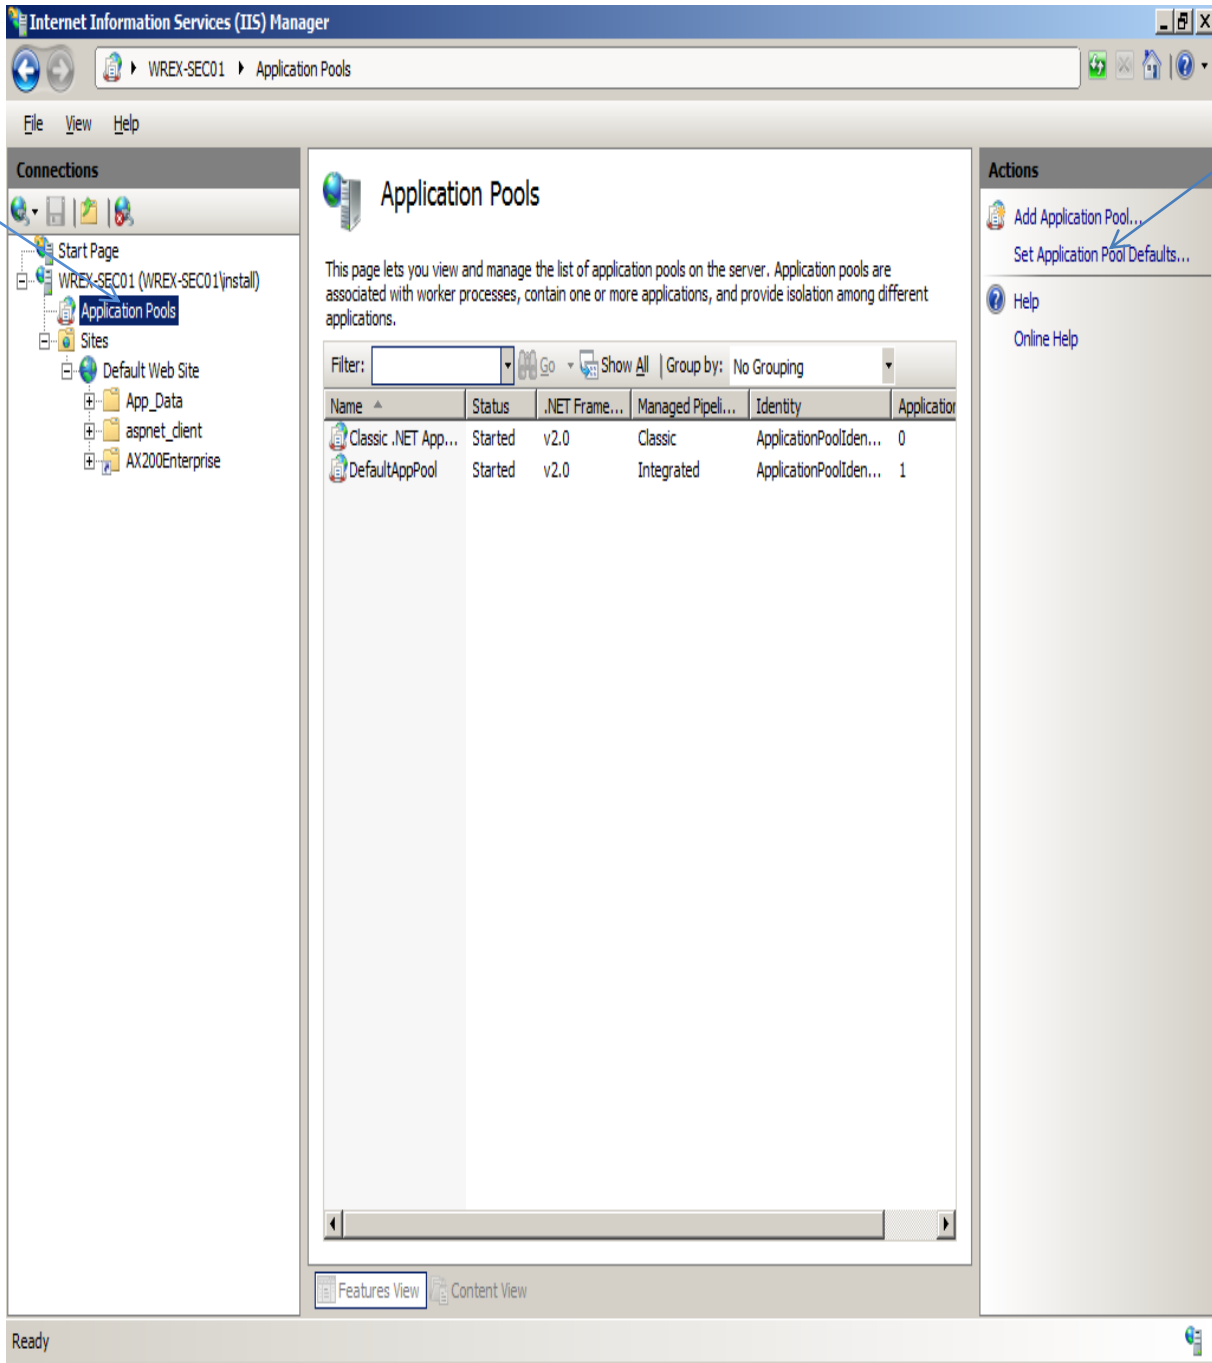 Internet Information Services (IIS) Manager
WREX-SEC01 Application Pools
File View Help
Connections
Start Page
WREX-SEC01 (WREX-SEC01\install)
Application Pools
Sites
Default Web Site
App_Data
aspnet_client
AX200Enterprise
Application Pools
This page lets you view and manage the list of application pools on the server. Application pools are
associated with worker processes, contain one or more applications, and provide isolation among different
applications.
Filter: Go Show All Group by: No Grouping
Name Status .NET Frame... Managed Pipeli... Identity Application
Classic .NET App... Started v2.0 Classic ApplicationPoolIden... 0
DefaultAppPool Started v2.0 Integrated ApplicationPoolIden... 1
Features View Content View
Actions
Add Application Pool...
Set Application Pool Defaults...
Help
Online Help
Ready